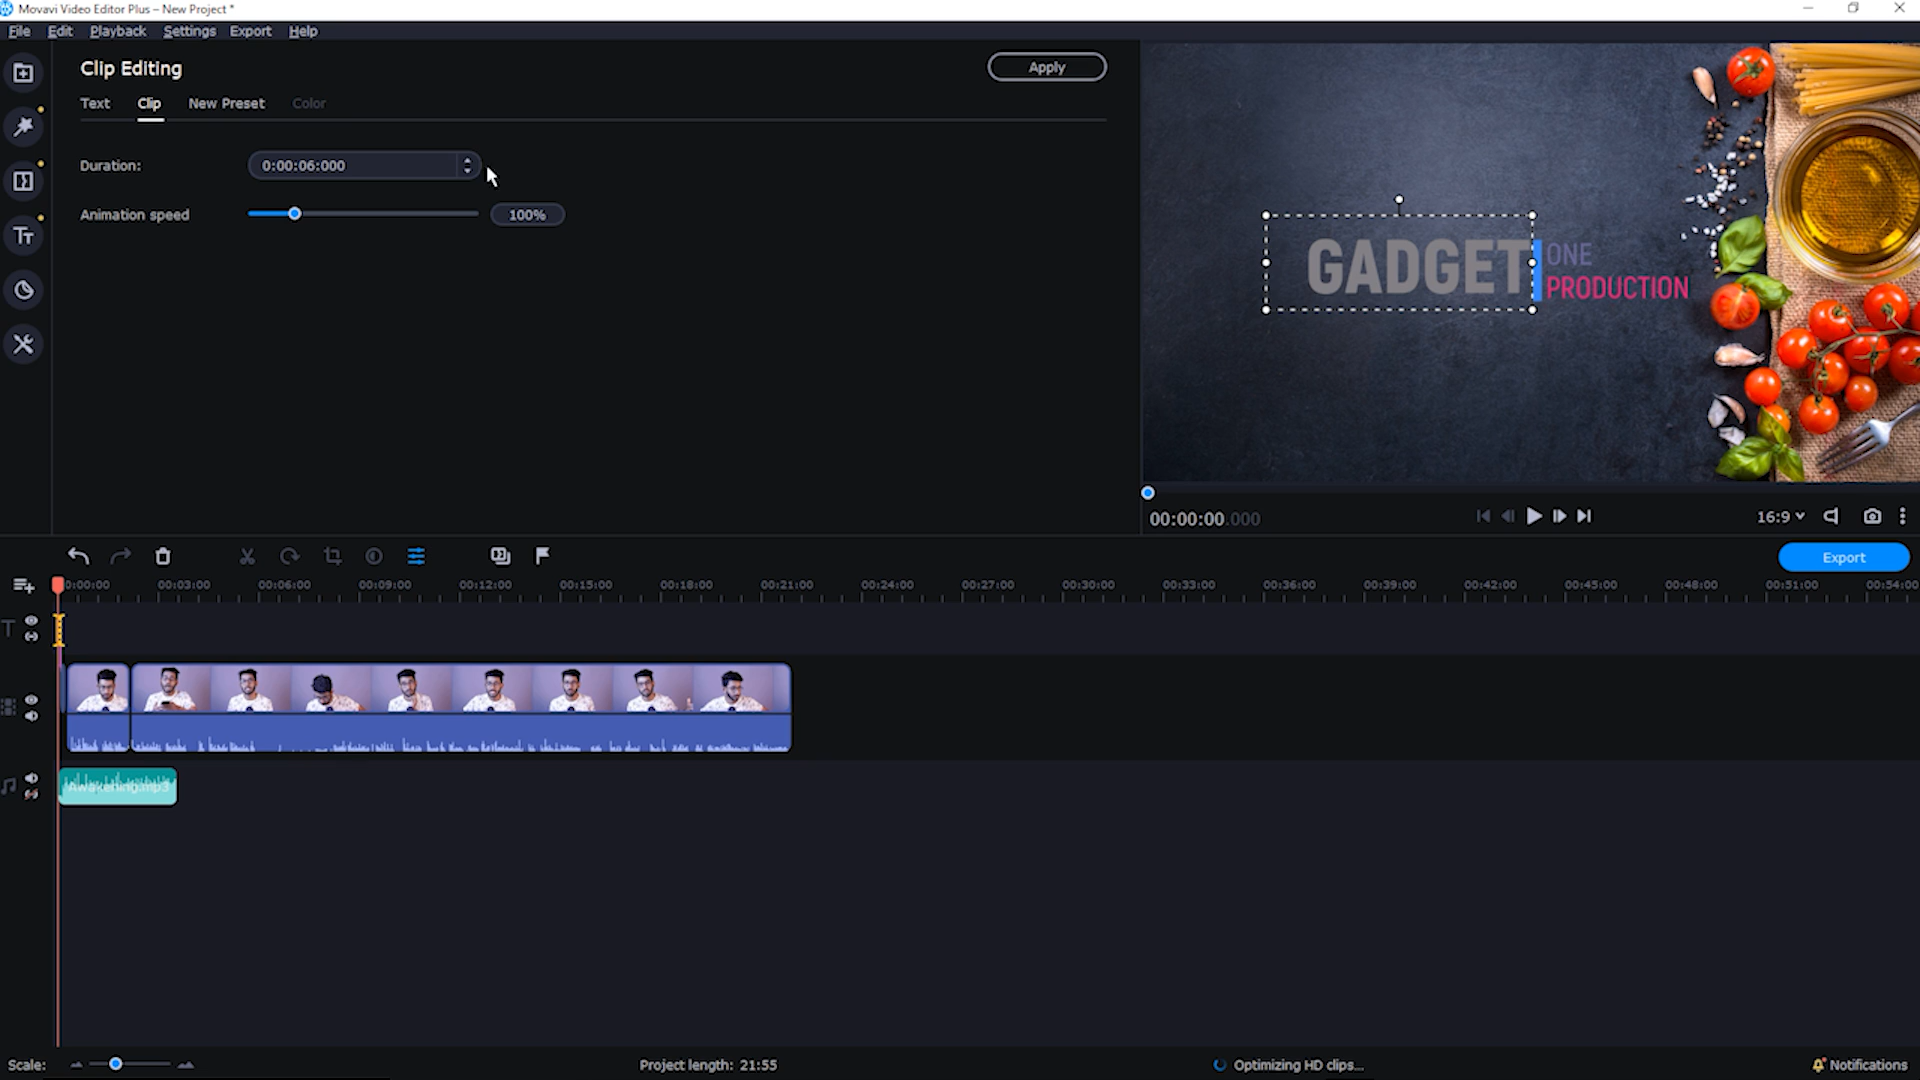 Movavi Video Editor Plus – New Project *
File Edit Playback Settings Export Help
Clip Editing
Apply
Text Clip New Preset Color
Duration: 0:00:06:000
Animation speed 100%
GADGET
ONE
PRODUCTION
00:00:00.000
16:9
Export
0:00:00 00:03:00 00:06:00 00:09:00 00:12:00 00:15:00 00:18:00 00:21:00 00:24:00 00:27:00 00:30:00 00:33:00 00:36:00 00:39:00 00:42:00 00:45:00 00:48:00 00:51:00 00:54:00
Awakening.mp3
Scale:
Project length: 21:55
Optimizing HD clips...
Notifications